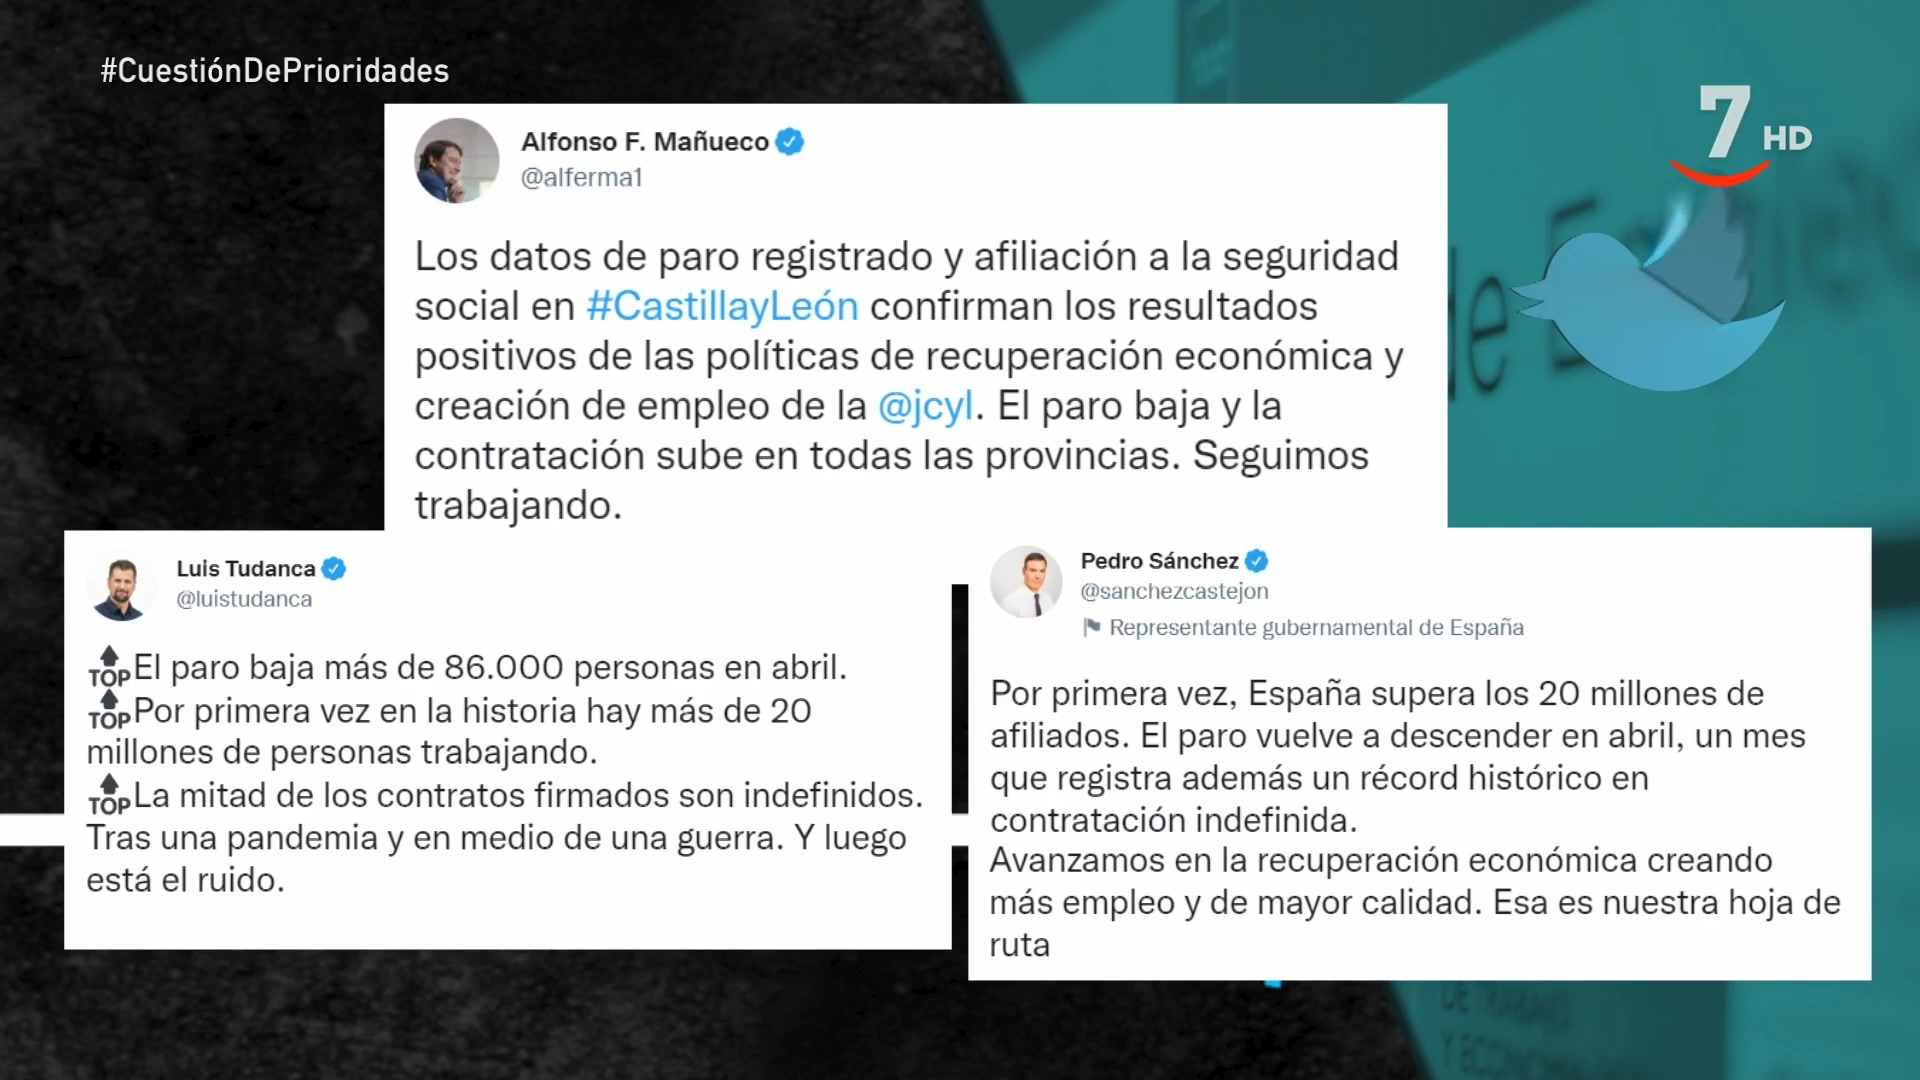 #CuestiónDePrioridades
7 HD
Alfonso F. Mañueco
@alferma1
Los datos de paro registrado y afiliación a la seguridad
social en #CastillayLeón confirman los resultados
positivos de las políticas de recuperación económica y
creación de empleo de la @jcyl. El paro baja y la
contratación sube en todas las provincias. Seguimos
trabajando.
Luis Tudanca
@luistudanca
🔝El paro baja más de 86.000 personas en abril.
🔝Por primera vez en la historia hay más de 20
millones de personas trabajando.
🔝La mitad de los contratos firmados son indefinidos.
Tras una pandemia y en medio de una guerra. Y luego
está el ruido.
Pedro Sánchez
@sanchezcastejon
Representante gubernamental de España
Por primera vez, España supera los 20 millones de
afiliados. El paro vuelve a descender en abril, un mes
que registra además un récord histórico en
contratación indefinida.
Avanzamos en la recuperación económica creando
más empleo y de mayor calidad. Esa es nuestra hoja de
ruta
de
DE TRABAJO